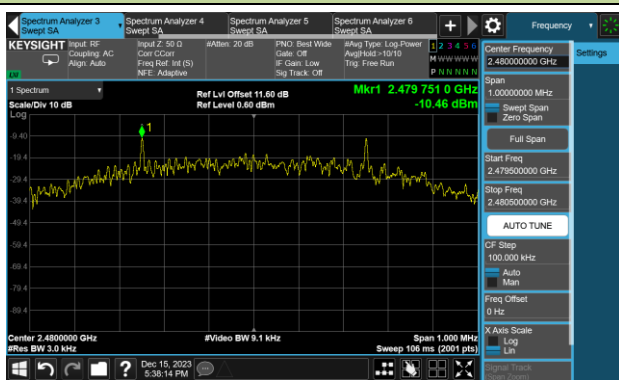 Spectrum Analyzer 3
Swept SA
Spectrum Analyzer 4
Swept SA
Spectrum Analyzer 5
Swept SA
Spectrum Analyzer 6
Swept SA
+
Frequency
KEYSIGHT
Input: RF
Coupling: AC
Align: Auto
Input Z: 50 Ω
Corr CCorr
Freq Ref: Int (S)
NFE: Adaptive
#Atten: 20 dB
PNO: Best Wide
Gate: Off
IF Gain: Low
Sig Track: Off
#Avg Type: Log-Power
Avg|Hold:>10/10
Trig: Free Run
1 2 3 4 5 6
M W W W W W
P N N N N N
LW
1 Spectrum
Scale/Div 10 dB
Log
Ref Lvl Offset 11.60 dB
Ref Level 0.60 dBm
Mkr1 2.479 751 0 GHz
-10.46 dBm
1
-9.40
-19.4
-29.4
-39.4
-49.4
-59.4
-69.4
-79.4
-89.4
Center 2.4800000 GHz
#Res BW 3.0 kHz
#Video BW 9.1 kHz
Span 1.000 MHz
Sweep 106 ms (2001 pts)
Dec 15, 2023
5:38:14 PM
?
Center Frequency
2.480000000 GHz
Settings
Span
1.00000000 MHz
Swept Span
Zero Span
Full Span
Start Freq
2.479500000 GHz
Stop Freq
2.480500000 GHz
AUTO TUNE
CF Step
100.000 kHz
Auto
Man
Freq Offset
0 Hz
X Axis Scale
Log
Lin
Signal Track
(Span Zoom)